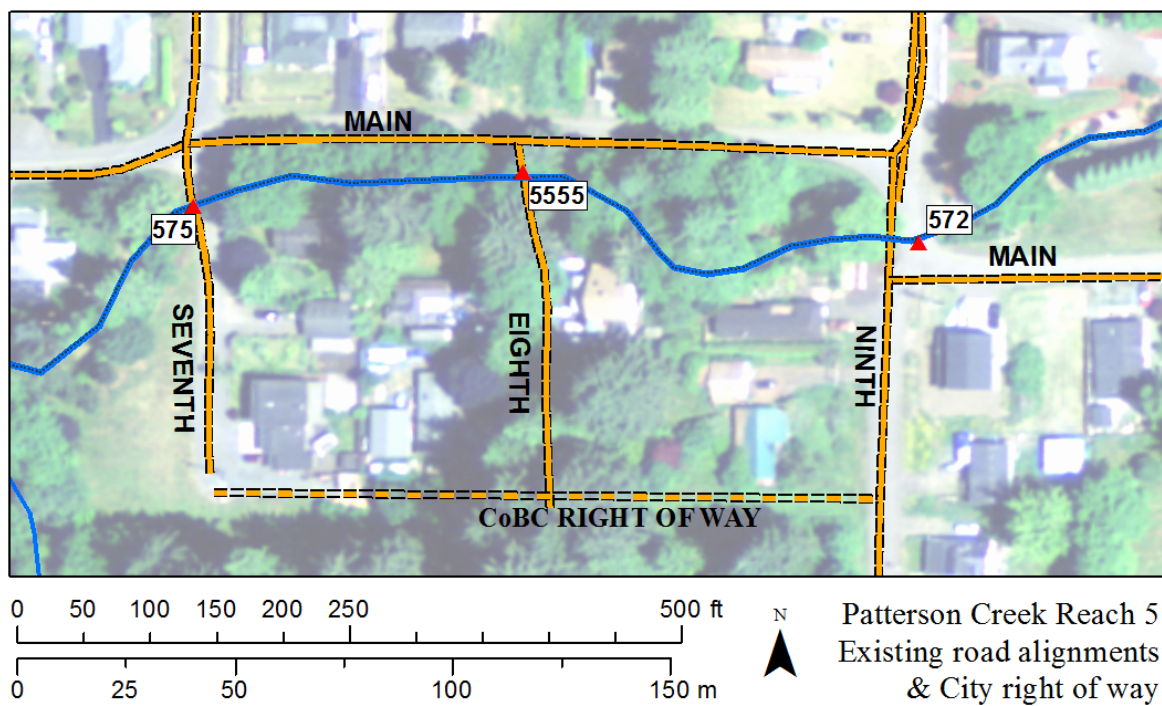 MAIN
5555
575
572
MAIN
SEVENTH
EIGHTH
NINTH
CoBC RIGHT OF WAY
0 50 100 150 200 250 500 ft
0 25 50 100 150 m
N
Patterson Creek Reach 5
Existing road alignments
& City right of way